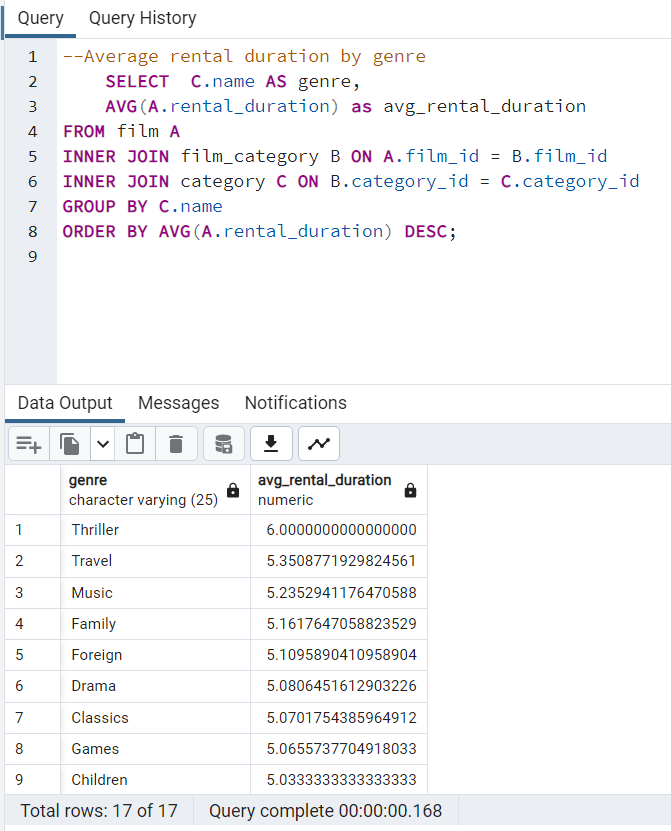 Query Query History
1 --Average rental duration by genre
2 SELECT C.name AS genre,
3 AVG(A.rental_duration) as avg_rental_duration
4 FROM film A
5 INNER JOIN film_category B ON A.film_id = B.film_id
6 INNER JOIN category C ON B.category_id = C.category_id
7 GROUP BY C.name
8 ORDER BY AVG(A.rental_duration) DESC;
9
Data Output Messages Notifications
genre avg_rental_duration
character varying (25) numeric
1 Thriller 6.0000000000000000
2 Travel 5.3508771929824561
3 Music 5.2352941176470588
4 Family 5.1617647058823529
5 Foreign 5.1095890410958904
6 Drama 5.0806451612903226
7 Classics 5.0701754385964912
8 Games 5.0655737704918033
9 Children 5.0333333333333333
Total rows: 17 of 17 Query complete 00:00:00.168